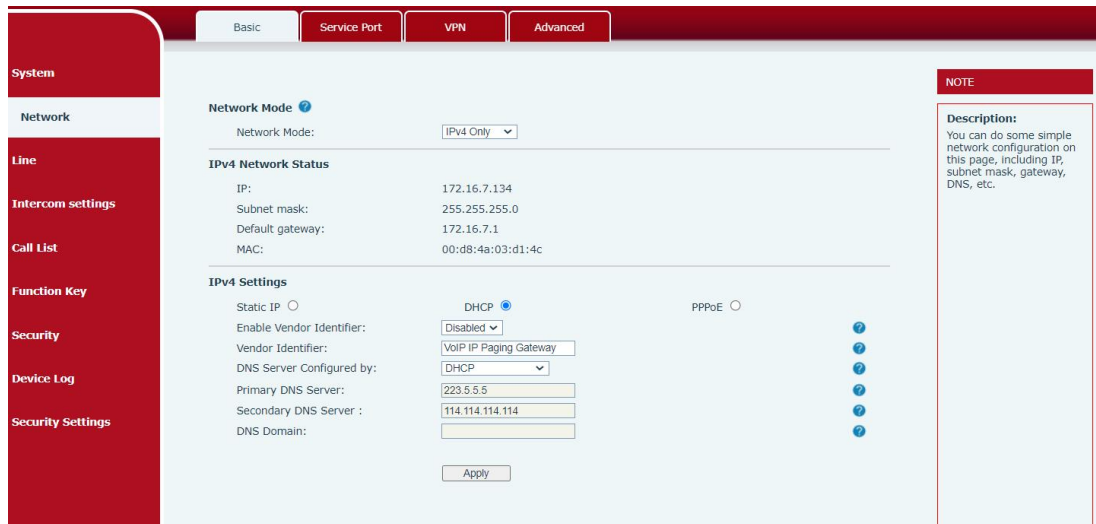 Basic Service Port VPN Advanced
System
Network
Line
Intercom settings
Call List
Function Key
Security
Device Log
Security Settings
Network Mode
Network Mode: IPv4 Only
IPv4 Network Status
IP: 172.16.7.134
Subnet mask: 255.255.255.0
Default gateway: 172.16.7.1
MAC: 00:d8:4a:03:d1:4c
IPv4 Settings
Static IP DHCP PPPoE
Enable Vendor Identifier: Disabled
Vendor Identifier: VoIP IP Paging Gateway
DNS Server Configured by: DHCP
Primary DNS Server: 223.5.5.5
Secondary DNS Server : 114.114.114.114
DNS Domain:
Apply
NOTE
Description:
You can do some simple
network configuration on
this page, including IP,
subnet mask, gateway,
DNS, etc.